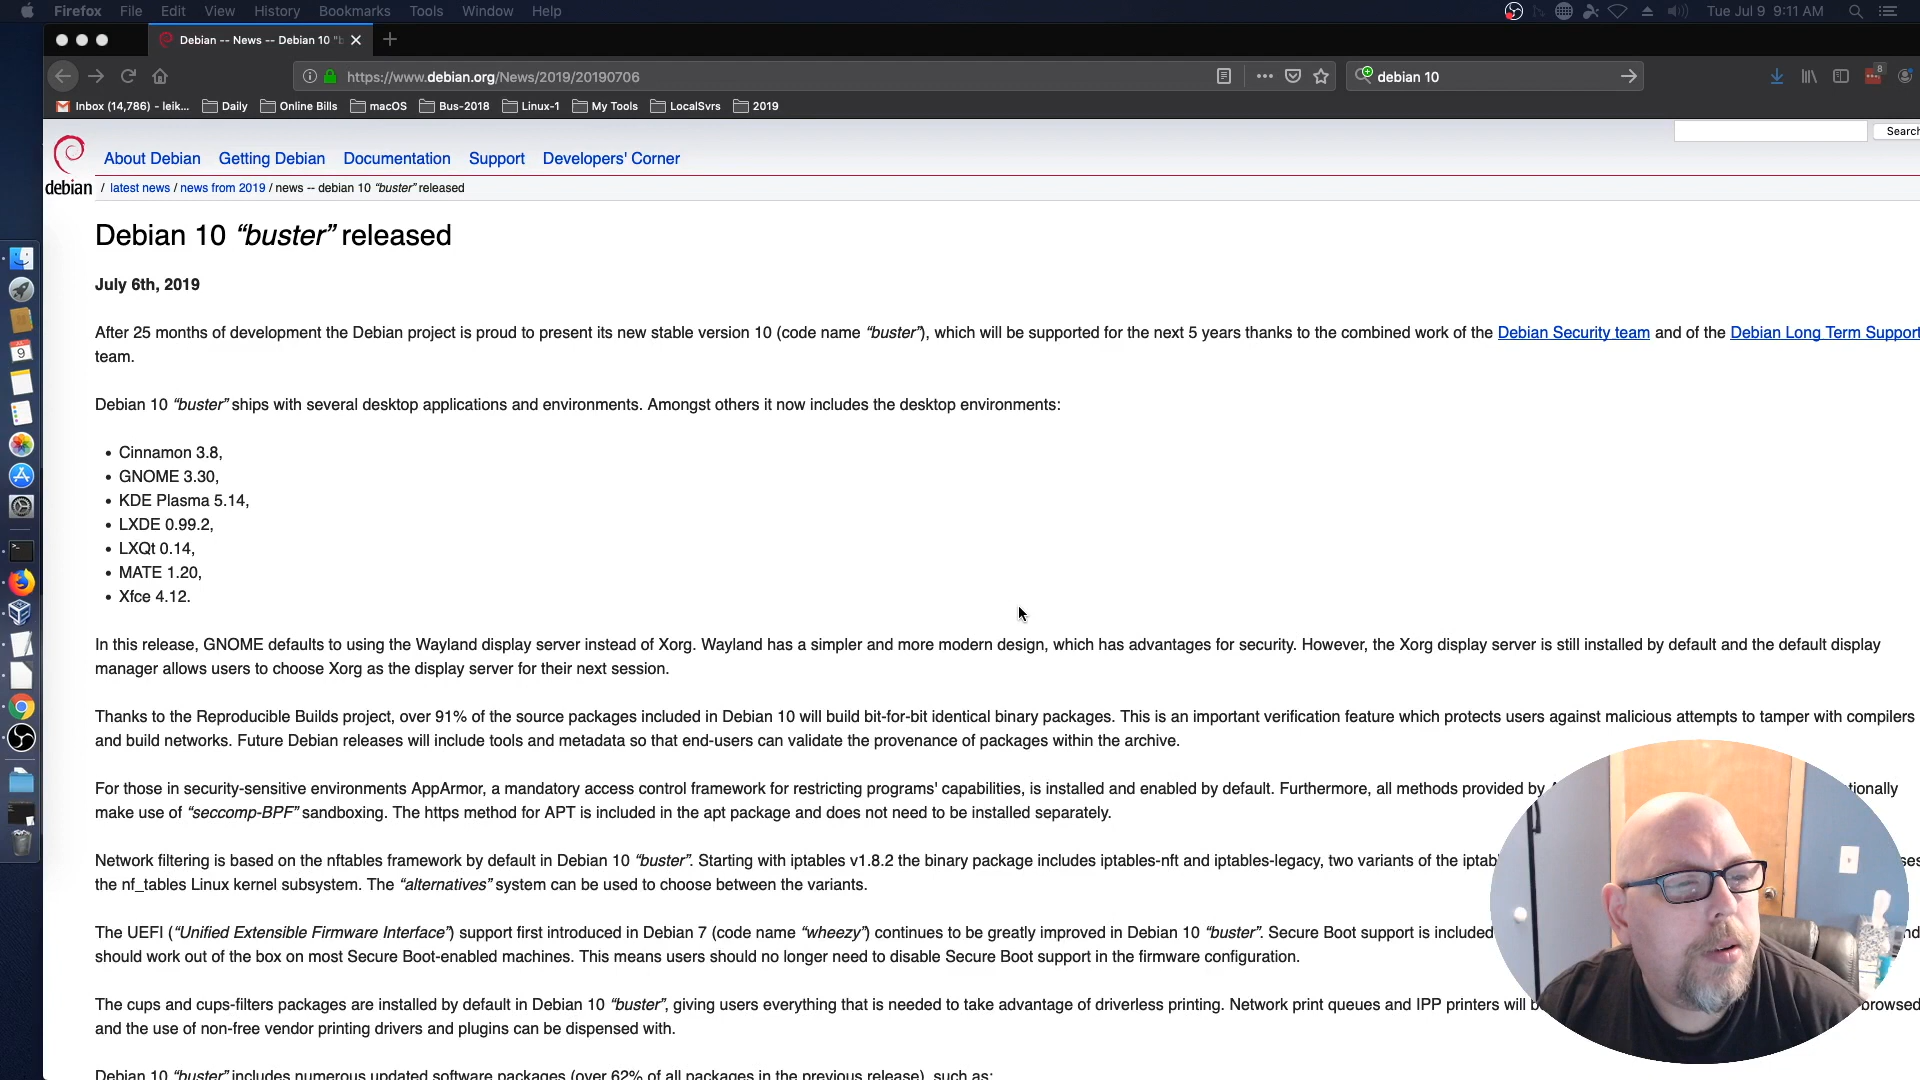 Firefox File Edit View History Bookmarks Tools Window Help Tue Jul 9 9:11 AM
Debian -- News -- Debian 10 "b
https://www.debian.org/News/2019/20190706 debian 10 8
Inbox (14,786) - leik... Daily Online Bills macOS Bus-2018 Linux-1 My Tools LocalSvrs 2019
Search
About Debian Getting Debian Documentation Support Developers' Corner
debian / latest news / news from 2019 / news -- debian 10 “buster” released
Debian 10 “buster” released
July 6th, 2019
After 25 months of development the Debian project is proud to present its new stable version 10 (code name “buster”), which will be supported for the next 5 years thanks to the combined work of the Debian Security team and of the Debian Long Term Support
team.
Debian 10 “buster” ships with several desktop applications and environments. Amongst others it now includes the desktop environments:
• Cinnamon 3.8,
• GNOME 3.30,
• KDE Plasma 5.14,
• LXDE 0.99.2,
• LXQt 0.14,
• MATE 1.20,
• Xfce 4.12.
In this release, GNOME defaults to using the Wayland display server instead of Xorg. Wayland has a simpler and more modern design, which has advantages for security. However, the Xorg display server is still installed by default and the default display
manager allows users to choose Xorg as the display server for their next session.
Thanks to the Reproducible Builds project, over 91% of the source packages included in Debian 10 will build bit-for-bit identical binary packages. This is an important verification feature which protects users against malicious attempts to tamper with compilers
and build networks. Future Debian releases will include tools and metadata so that end-users can validate the provenance of packages within the archive.
For those in security-sensitive environments AppArmor, a mandatory access control framework for restricting programs' capabilities, is installed and enabled by default. Furthermore, all methods provided by
make use of “seccomp-BPF” sandboxing. The https method for APT is included in the apt package and does not need to be installed separately.
Network filtering is based on the nftables framework by default in Debian 10 “buster”. Starting with iptables v1.8.2 the binary package includes iptables-nft and iptables-legacy, two variants of the
the nf_tables Linux kernel subsystem. The “alternatives” system can be used to choose between the variants.
The UEFI (“Unified Extensible Firmware Interface”) support first introduced in Debian 7 (code name “wheezy”) continues to be greatly improved in Debian 10 “buster”. Secure Boot support is included
should work out of the box on most Secure Boot-enabled machines. This means users should no longer need to disable Secure Boot support in the firmware configuration.
The cups and cups-filters packages are installed by default in Debian 10 “buster”, giving users everything that is needed to take advantage of driverless printing. Network print queues and IPP printers will browsed
and the use of non-free vendor printing drivers and plugins can be dispensed with.
Debian 10 “buster” includes numerous updated software packages (over 62% of all packages in the previous release), such as: